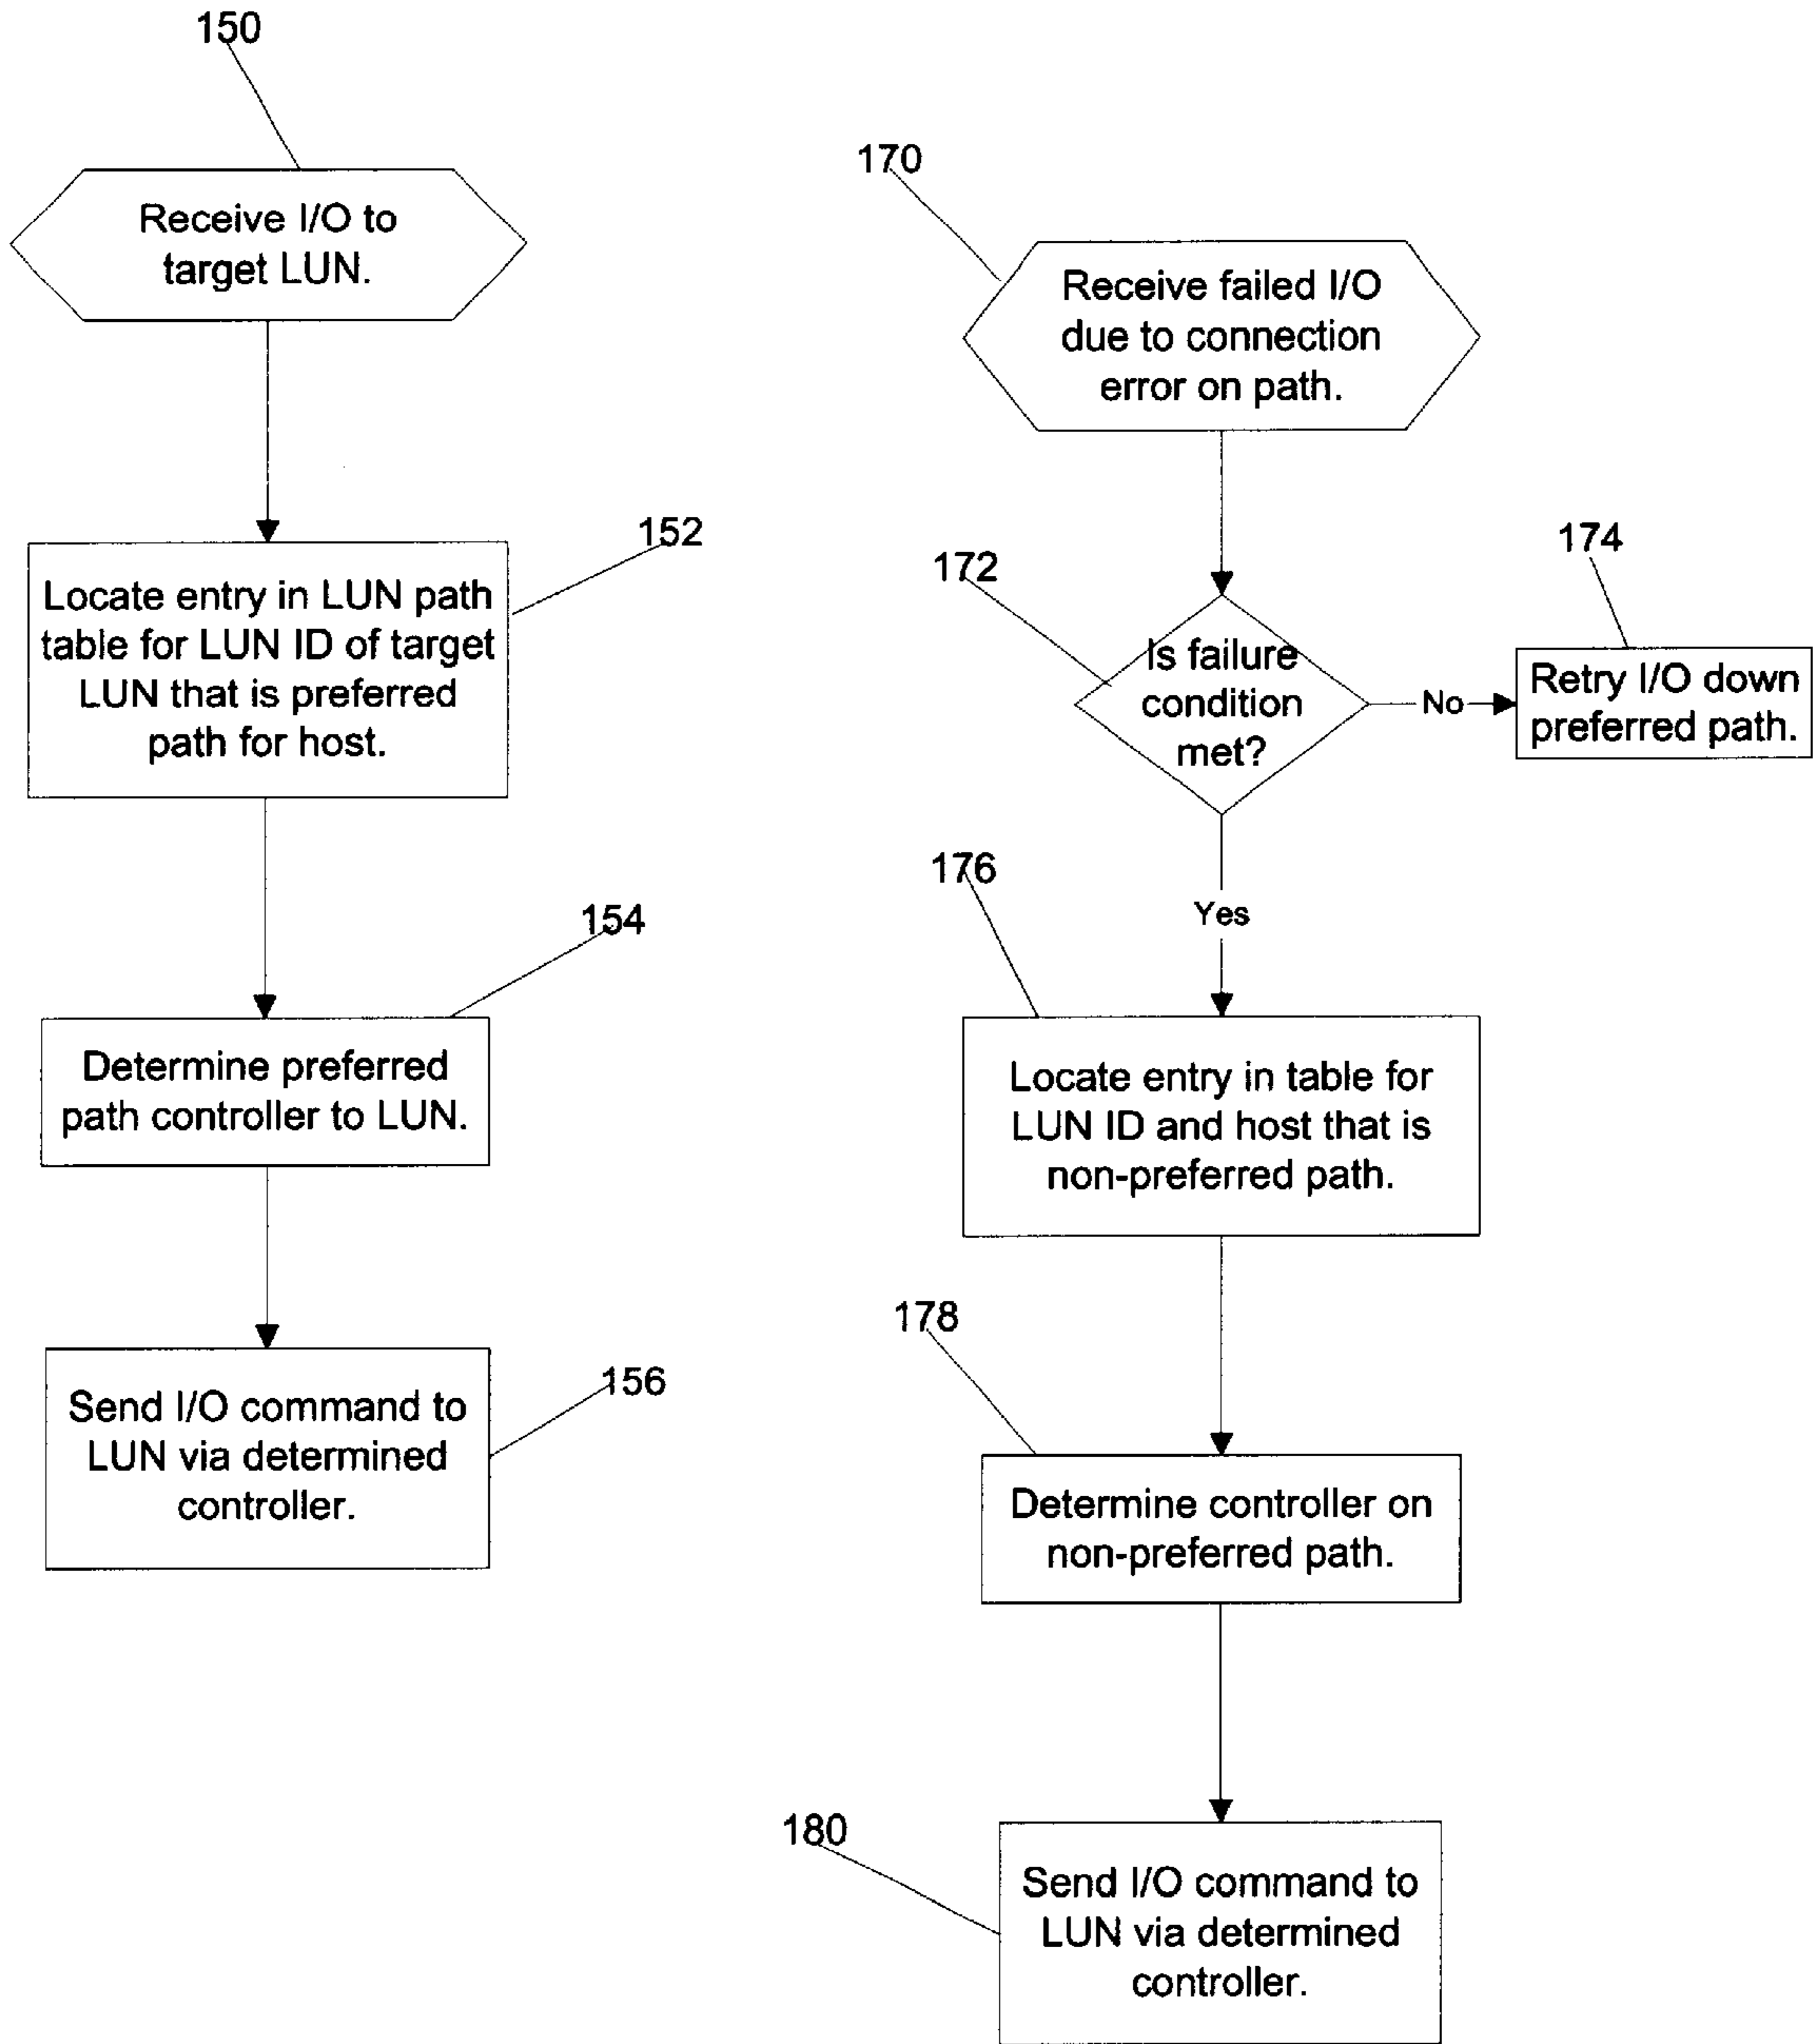 150
Receive I/O to
target LUN.
152
Locate entry in LUN path
table for LUN ID of target
LUN that is preferred
path for host.
154
Determine preferred
path controller to LUN.
156
Send I/O command to
LUN via determined
controller.
170
Receive failed I/O
due to connection
error on path.
172
Is failure
condition
met?
No
174
Retry I/O down
preferred path.
Yes
176
Locate entry in table for
LUN ID and host that is
non-preferred path.
178
Determine controller on
non-preferred path.
180
Send I/O command to
LUN via determined
controller.